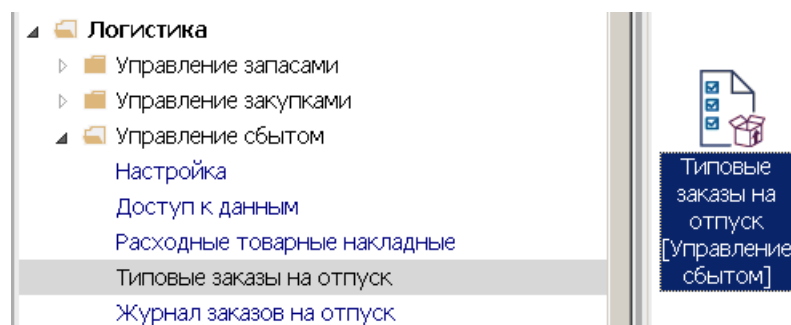 Логистика
Управление запасами
Управление закупками
Управление сбытом
Настройка
Доступ к данным
Расходные товарные накладные
Типовые заказы на отпуск
Журнал заказов на отпуск
Типовые
заказы на
отпуск
[Управление
сбытом]